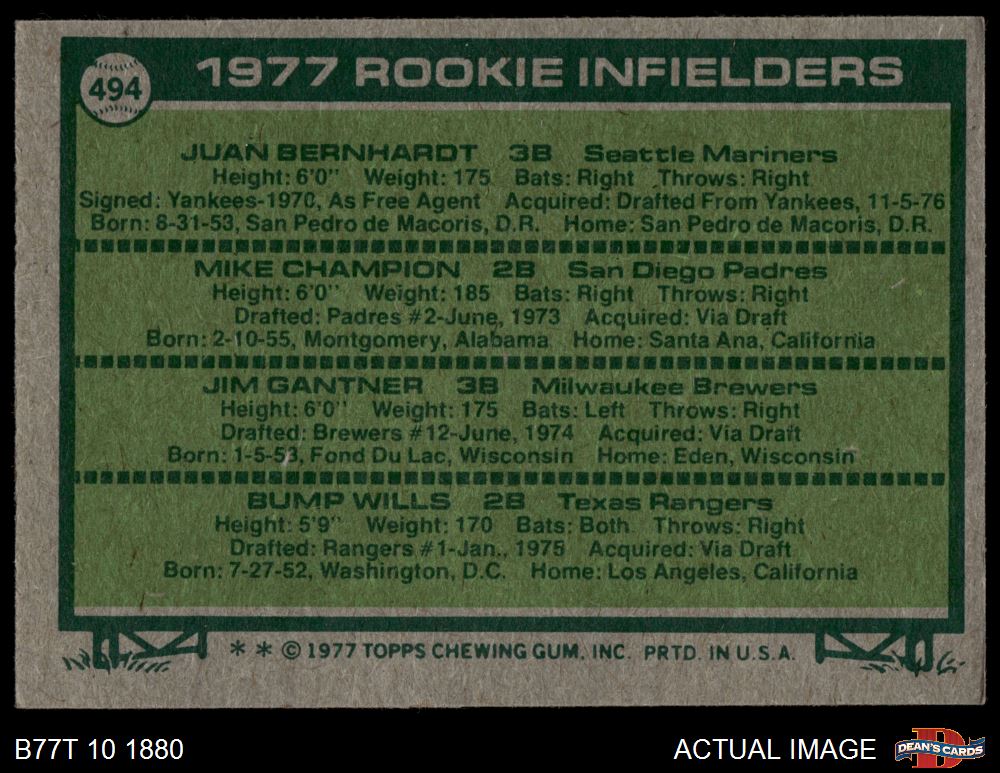 494
1977 ROOKIE INFIELDERS
JUAN BERNHARDT 3B Seattle Mariners
Height: 6'0" Weight: 175 Bats: Right Throws: Right
Signed: Yankees-1970, As Free Agent Acquired: Drafted From Yankees, 11-5-76
Born: 8-31-53, San Pedro de Macoris, D.R. Home: San Pedro de Macoris, D.R.
MIKE CHAMPION 2B San Diego Padres
Height: 6'0" Weight: 185 Bats: Right Throws: Right
Drafted: Padres #2-June, 1973 Acquired: Via Draft
Born: 2-10-55, Montgomery, Alabama Home: Santa Ana, California
JIM GANTNER 3B Milwaukee Brewers
Height: 6'0" Weight: 175 Bats: Left Throws: Right
Drafted: Brewers #12-June, 1974 Acquired: Via Draft
Born: 1-5-53, Fond Du Lac, Wisconsin Home: Eden, Wisconsin
BUMP WILLS 2B Texas Rangers
Height: 5'9" Weight: 170 Bats: Both Throws: Right
Drafted: Rangers #1-Jan., 1975 Acquired: Via Draft
Born: 7-27-52, Washington, D.C. Home: Los Angeles, California
* * © 1977 TOPPS CHEWING GUM, INC. PRTD. IN U.S.A.
B77T 10 1880
ACTUAL IMAGE
D
DEAN'S CARDS